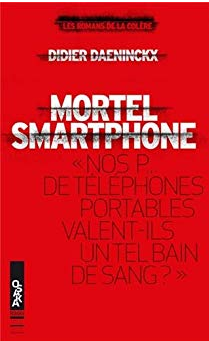 LES ROMANS DE LA COLÈRE
DIDIER DAENINCKX
MORTEL
SMARTPHONE
« NOS P...
DE TÉLÉPHONES
PORTABLES
VALENT-ILS
UN TEL BAIN
DE SANG ? »
OSKAR